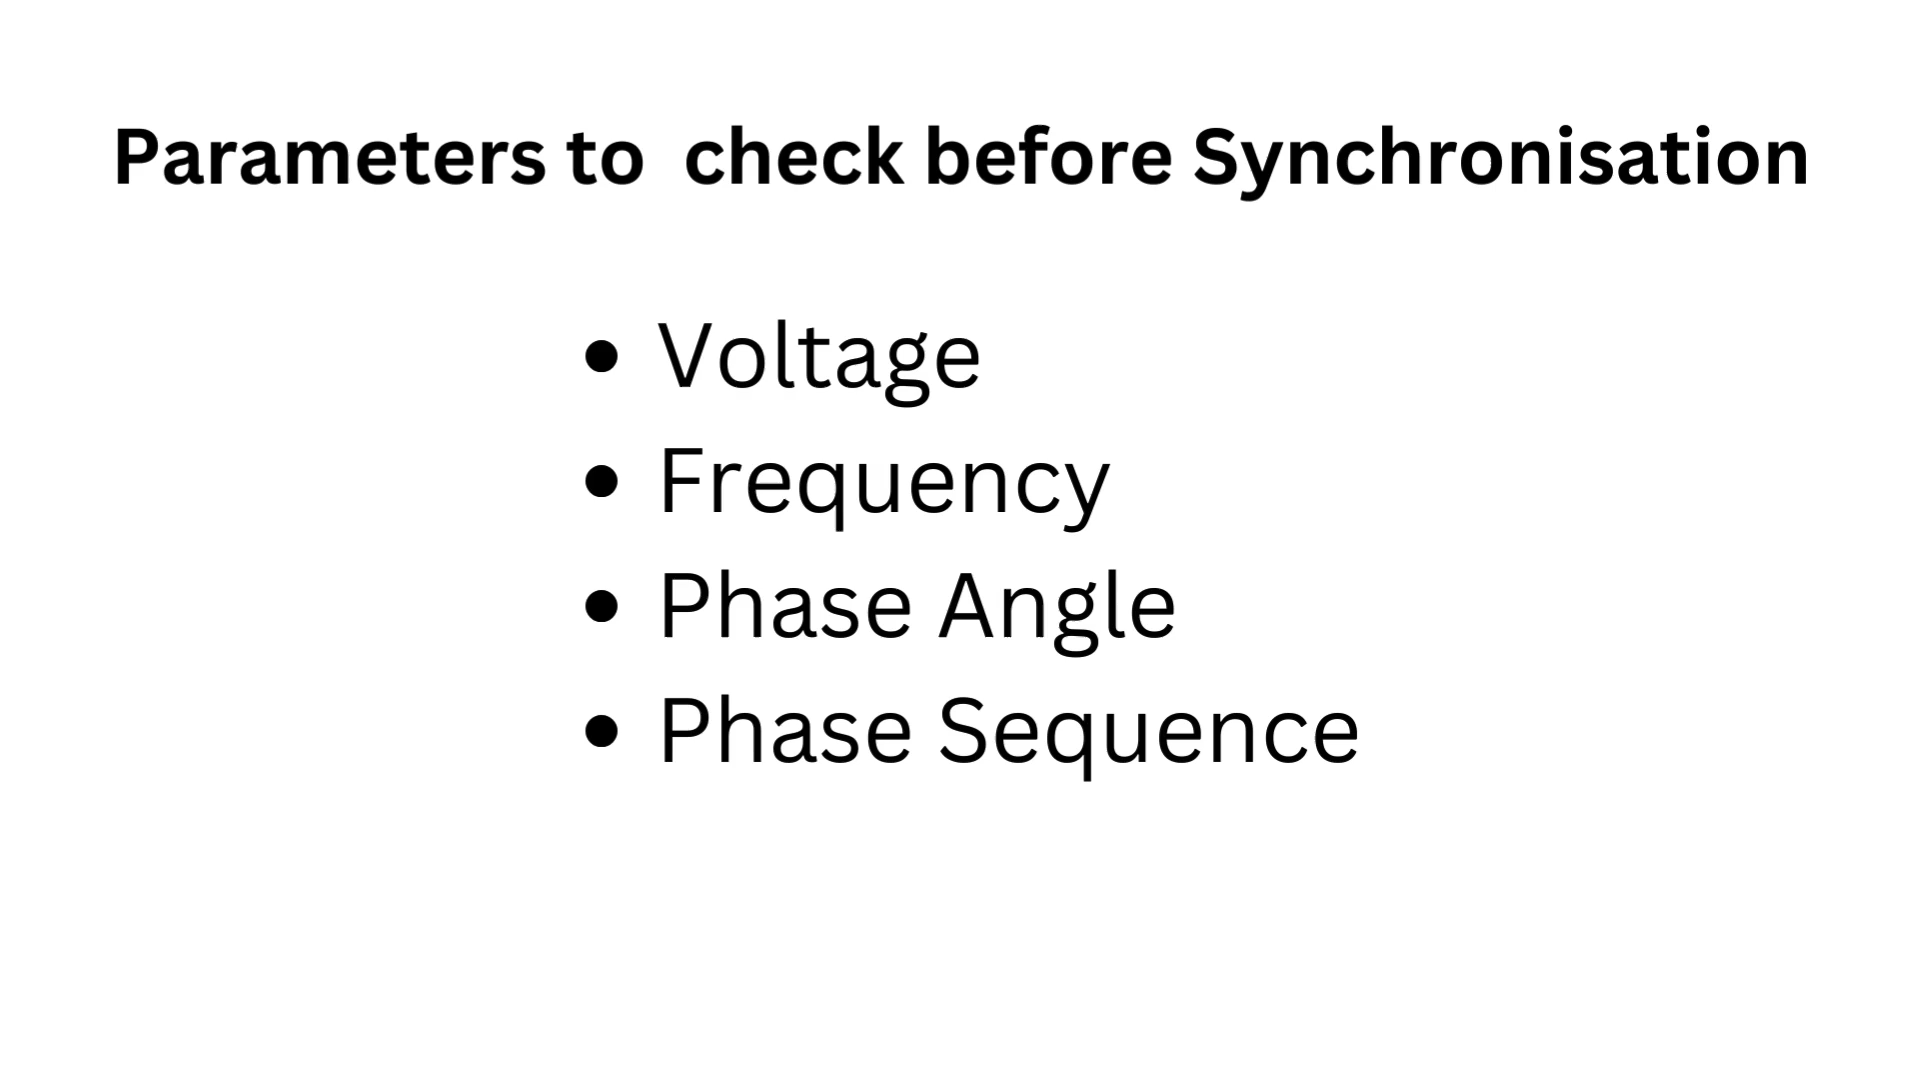 Parameters to  check before Synchronisation
• Voltage
• Frequency
• Phase Angle
• Phase Sequence